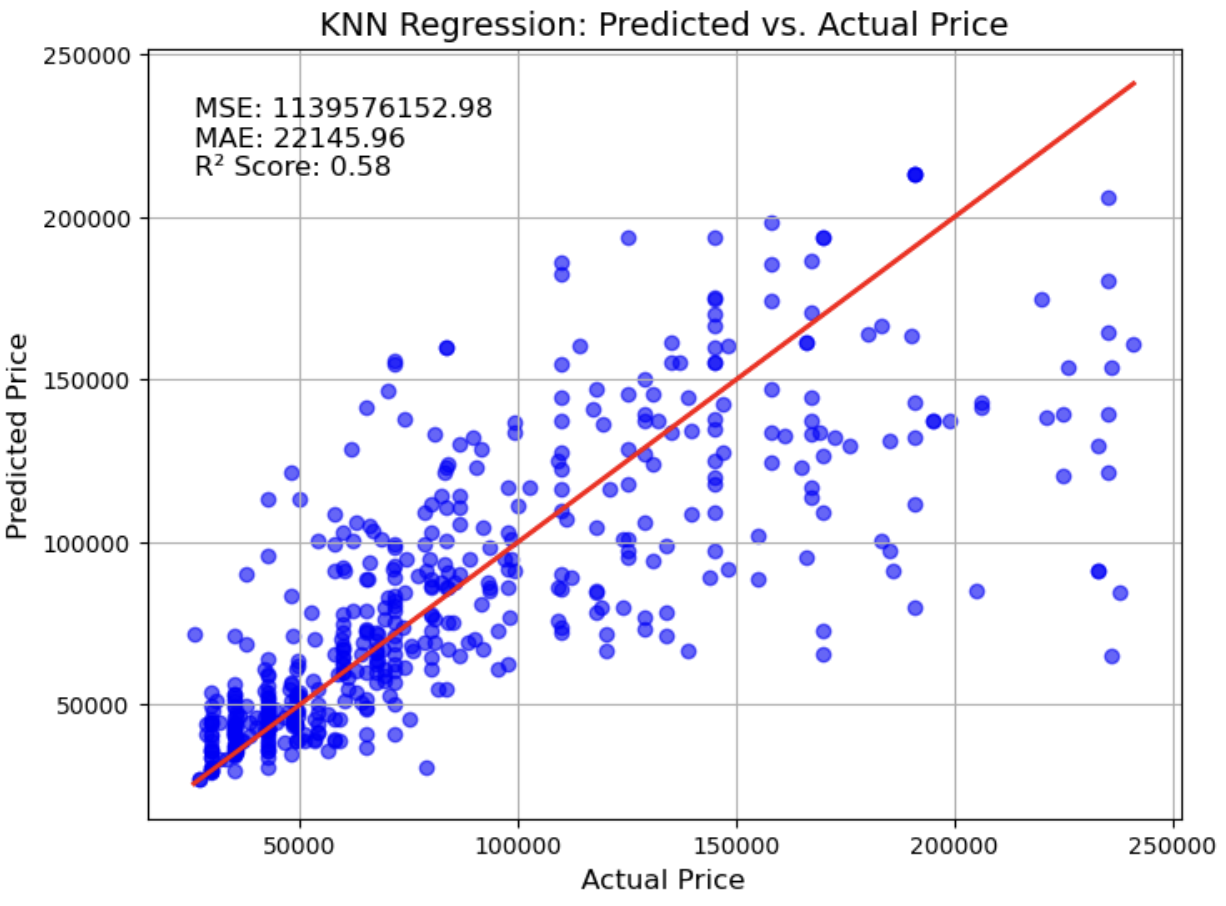 KNN Regression: Predicted vs. Actual Price
250000
MSE: 1139576152.98
MAE: 22145.96
R² Score: 0.58
200000
150000
100000
50000
Predicted Price
50000
100000
150000
200000
250000
Actual Price